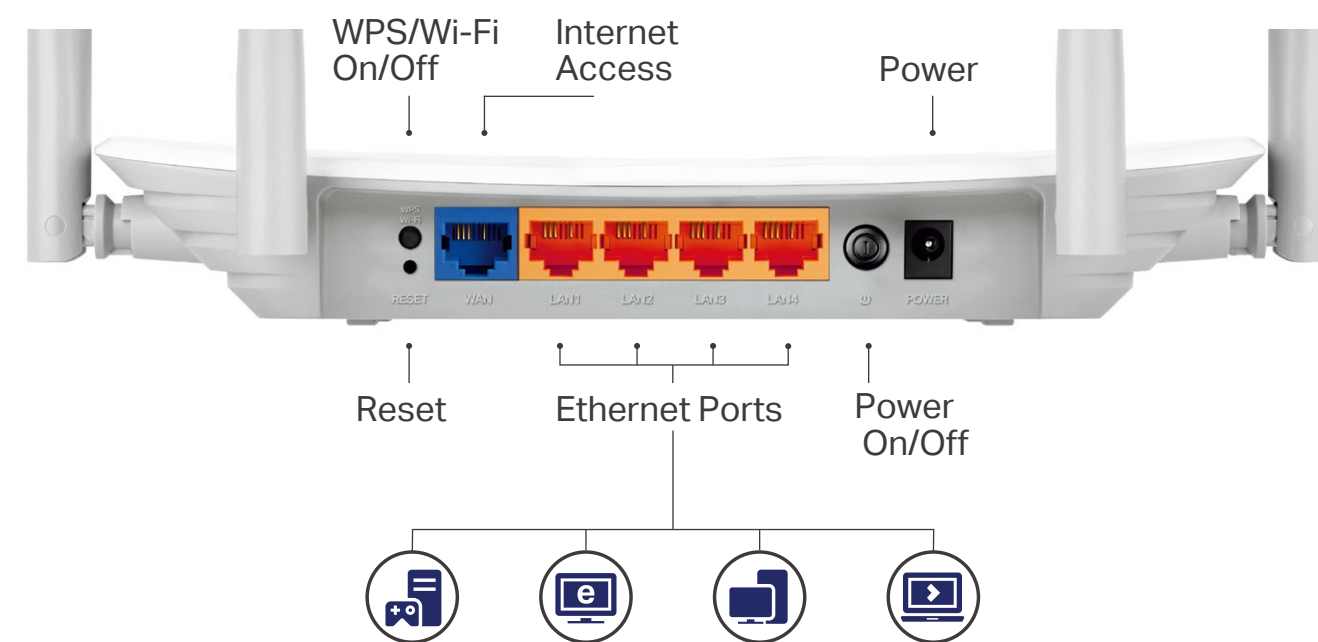 WPS/Wi-Fi
On/Off
Internet
Access
Power
WPS
Wi-Fi
RESET
WAN
LAN1
LAN2
LAN3
LAN4
POWER
Reset
Ethernet Ports
Power
On/Off
e